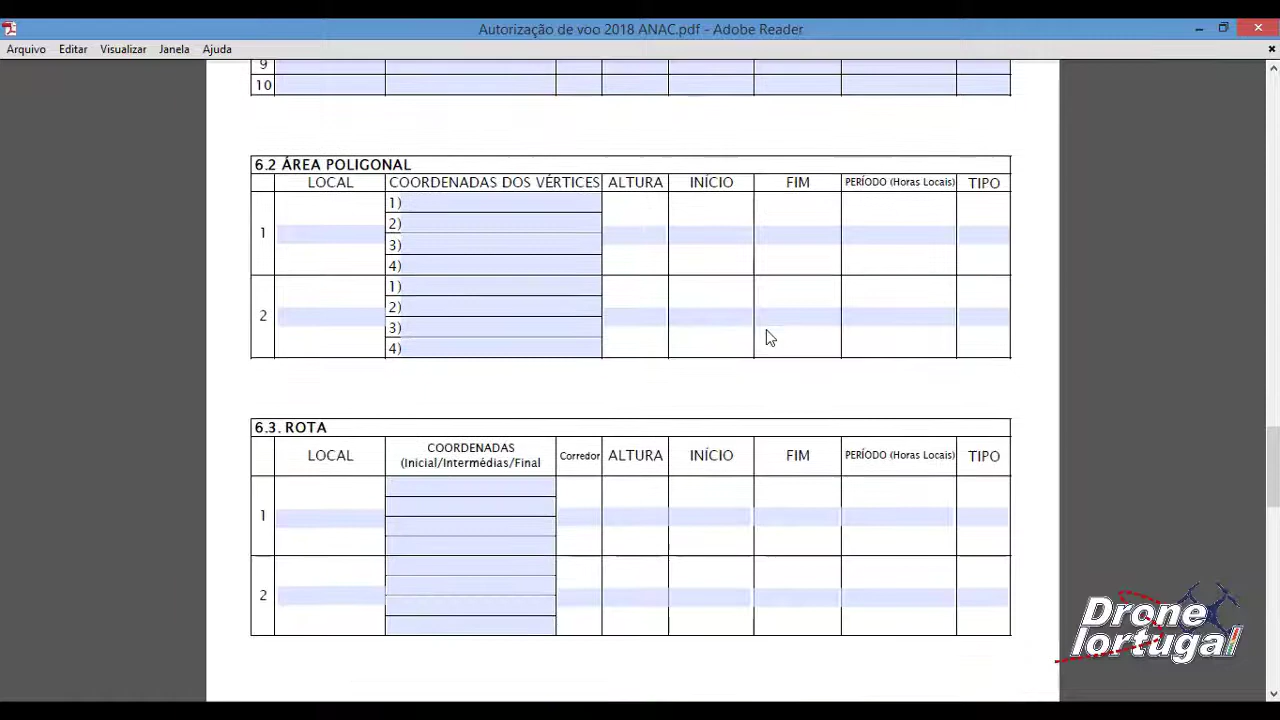 Autorização de voo 2018 ANAC.pdf - Adobe Reader
Arquivo Editar Visualizar Janela Ajuda
9
10
6.2 ÁREA POLIGONAL
LOCAL COORDENADAS DOS VÉRTICES ALTURA INÍCIO FIM PERÍODO (Horas Locais) TIPO
1
1)
2)
3)
4)
2
1)
2)
3)
4)
6.3. ROTA
LOCAL COORDENADAS (Inicial/Intermédias/Final Corredor ALTURA INÍCIO FIM PERÍODO (Horas Locais) TIPO
1
2
Drone
Portugal